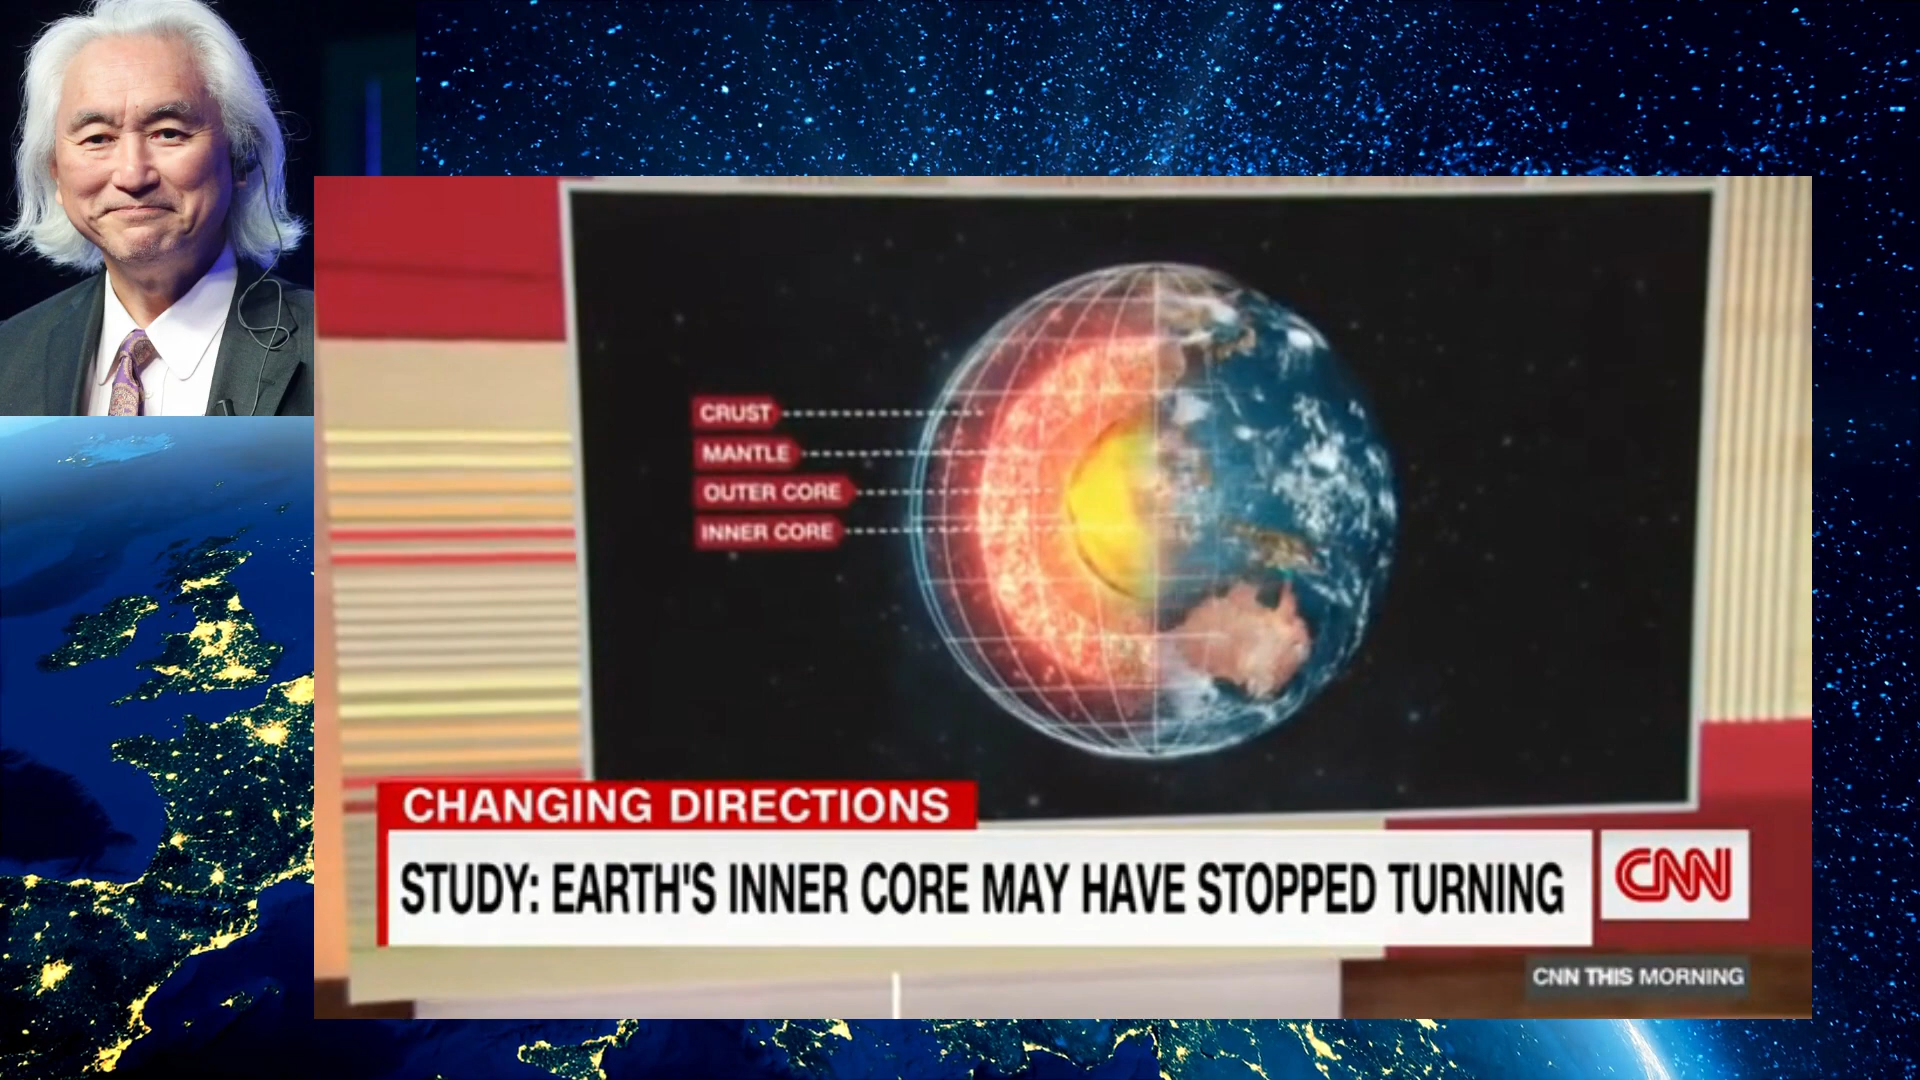 CRUST
MANTLE
OUTER CORE
INNER CORE
CHANGING DIRECTIONS
STUDY: EARTH'S INNER CORE MAY HAVE STOPPED TURNING
CNN
CNN THIS MORNING